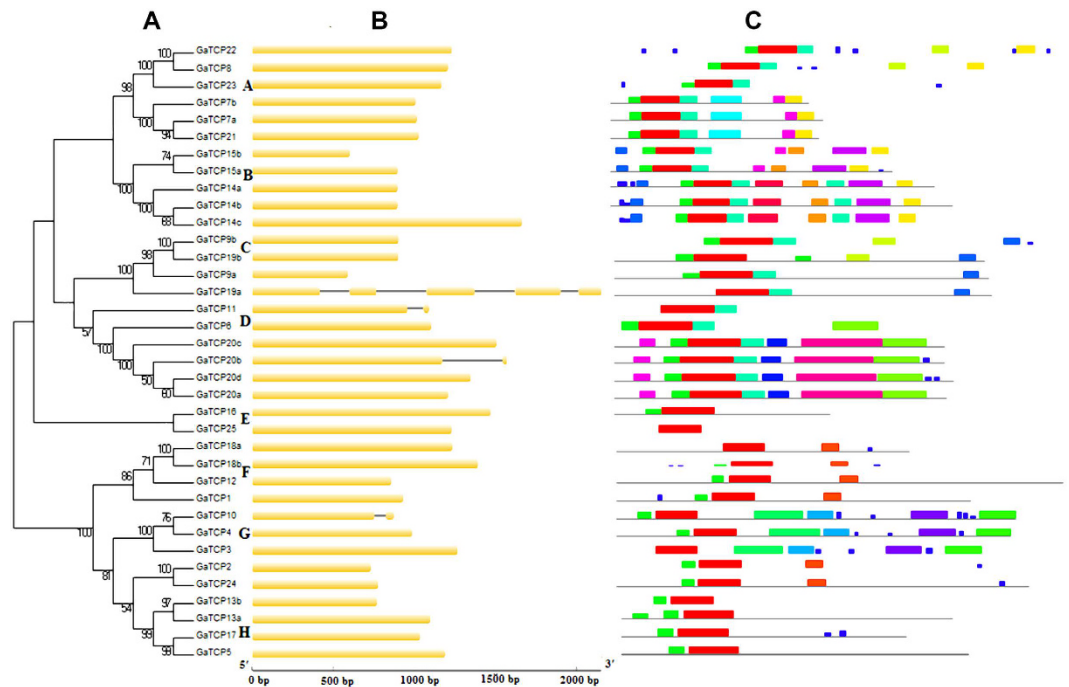 A B C
100 GaTCP22
100 GaTCP8
98 GaTCP23 A
GaTCP7b
100 GaTCP7a
94 GaTCP21
74 GaTCP15b
GaTCP15a B
100 GaTCP14a
100 GaTCP14b
68 GaTCP14c
100 GaTCP9b C
98 GaTCP19b
100 GaTCP9a
GaTCP19a
GaTCP11 D
57 GaTCP6
100 GaTCP20c
100 GaTCP20b
50 GaTCP20d
60 GaTCP20a
GaTCP16 E
GaTCP25
100 GaTCP18a
71 GaTCP18b F
86 GaTCP12
GaTCP1
76 GaTCP10
100 GaTCP4 G
100 GaTCP3
100 GaTCP2
81 GaTCP24
97 GaTCP13b
54 GaTCP13a
99 GaTCP17 H
99 GaTCP5
5' 3'
0 bp 500 bp 1000 bp 1500 bp 2000 bp